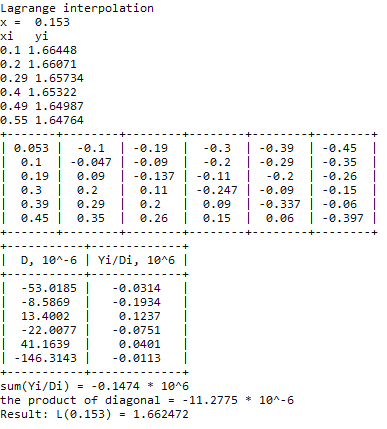 Lagrange interpolation
x =  0.153
xi   yi
0.1 1.66448
0.2 1.66071
0.29 1.65734
0.4 1.65322
0.49 1.64987
0.55 1.64764
+-------+--------+--------+--------+--------+--------+
| 0.053 |  -0.1  | -0.19  |  -0.3  | -0.39  | -0.45  |
|  0.1  | -0.047 | -0.09  |  -0.2  | -0.29  | -0.35  |
|  0.19 |  0.09  | -0.137 | -0.11  |  -0.2  | -0.26  |
|  0.3  |  0.2   |  0.11  | -0.247 | -0.09  | -0.15  |
|  0.39 |  0.29  |  0.2   |  0.09  | -0.337 | -0.06  |
|  0.45 |  0.35  |  0.26  |  0.15  |  0.06  | -0.397 |
+-------+--------+--------+--------+--------+--------+
+-----------+-------------+
|  D, 10^-6 | Yi/Di, 10^6 |
+-----------+-------------+
|  -53.0185 |   -0.0314   |
|  -8.5869  |   -0.1934   |
|  13.4002  |    0.1237   |
|  -22.0077 |   -0.0751   |
|  41.1639  |    0.0401   |
| -146.3143 |   -0.0113   |
+-----------+-------------+
sum(Yi/Di) = -0.1474 * 10^6
the product of diagonal = -11.2775 * 10^-6
Result: L(0.153) = 1.662472